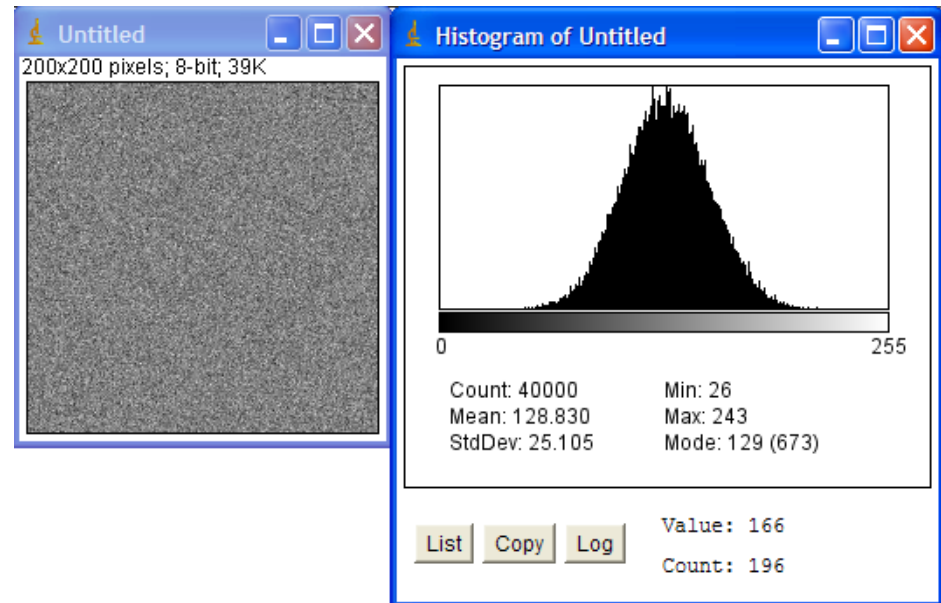 Untitled
200x200 pixels; 8-bit; 39K
Histogram of Untitled
0 255
Count: 40000 Min: 26
Mean: 128.830 Max: 243
StdDev: 25.105 Mode: 129 (673)
List Copy Log
Value: 166
Count: 196